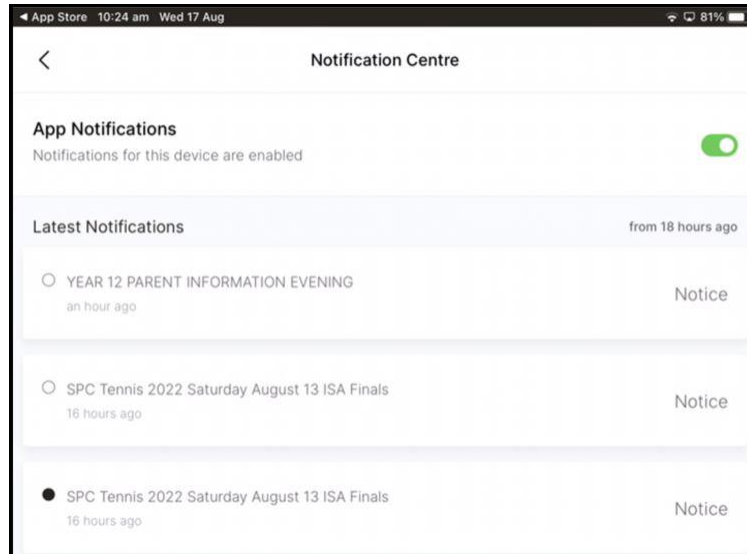 App Store 10:24 am Wed 17 Aug 81%
Notification Centre
App Notifications
Notifications for this device are enabled
Latest Notifications from 18 hours ago
YEAR 12 PARENT INFORMATION EVENING
Notice
an hour ago
SPC Tennis 2022 Saturday August 13 ISA Finals
Notice
16 hours ago
SPC Tennis 2022 Saturday August 13 ISA Finals
Notice
16 hours ago